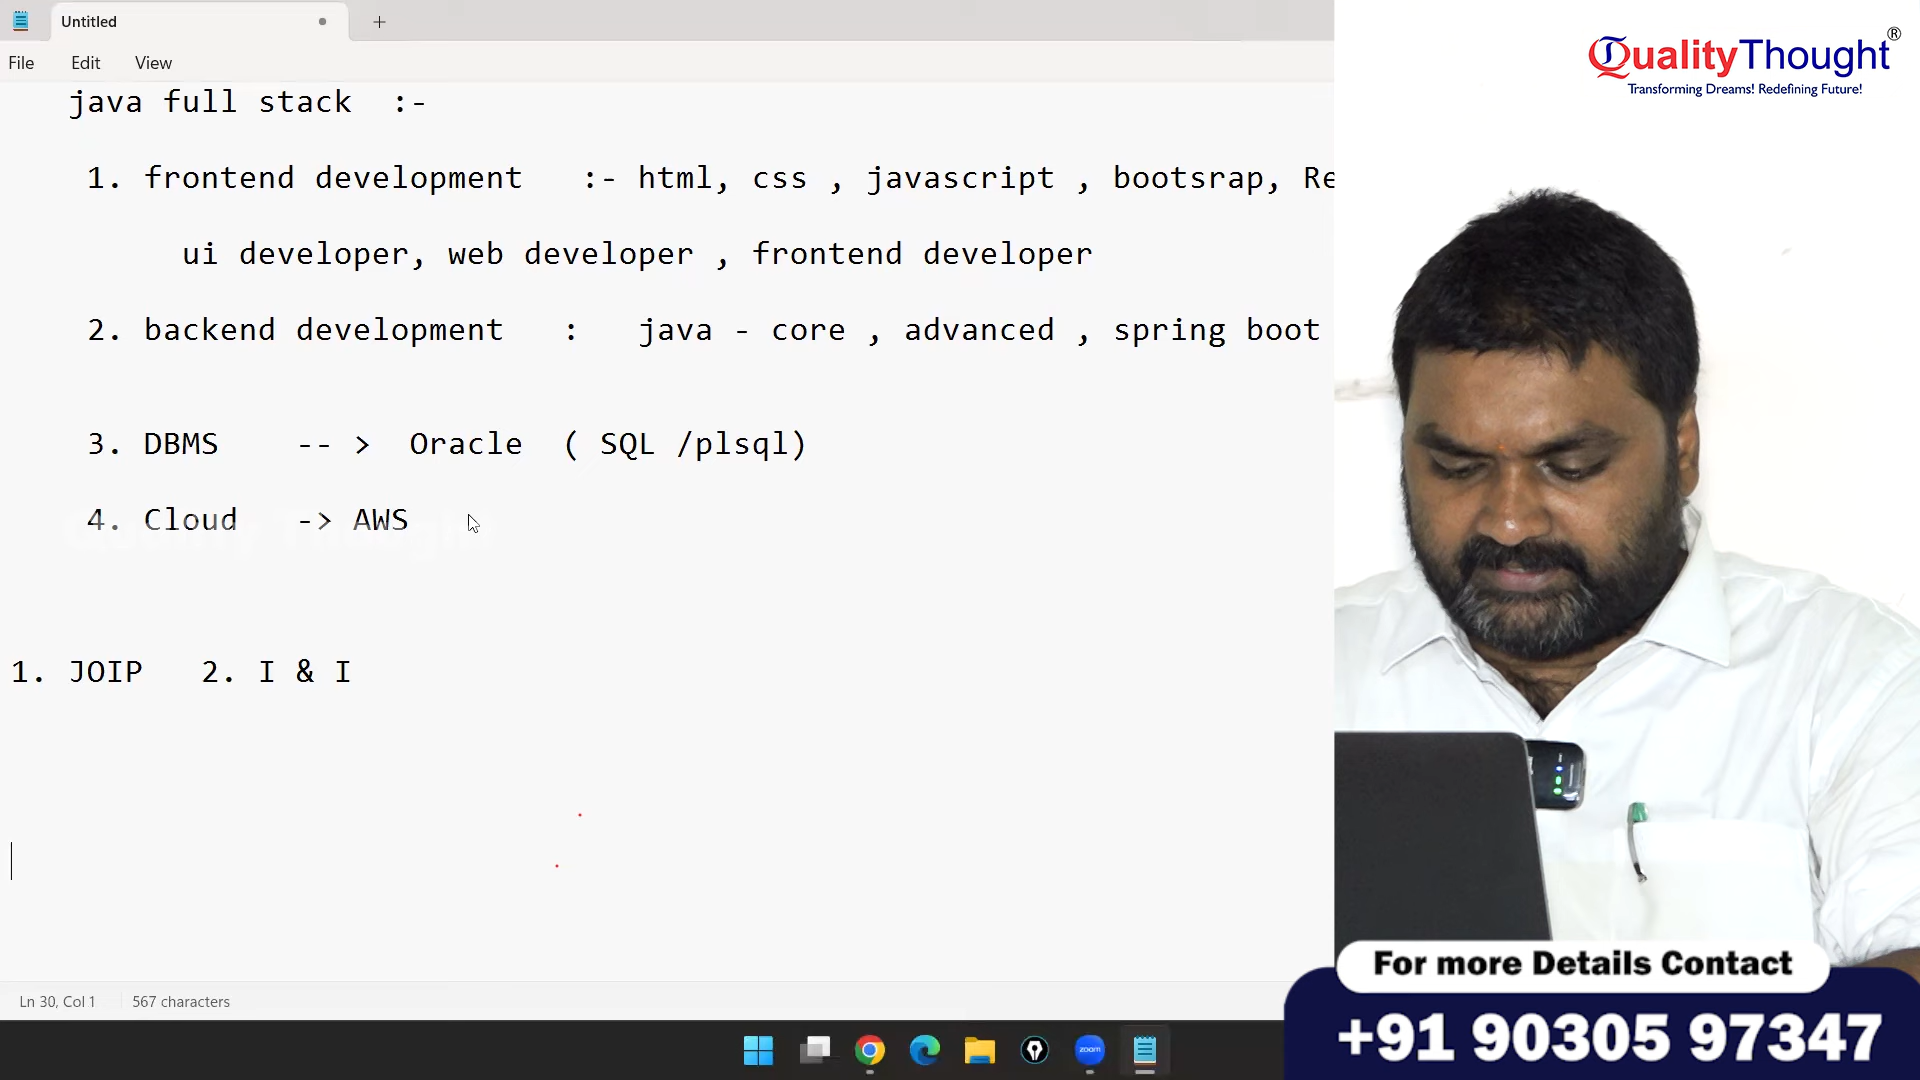 Untitled
File Edit View
java full stack :-
1. frontend development :- html, css , javascript , bootsrap, Re
ui developer, web developer , frontend developer
2. backend development : java - core , advanced , spring boot
3. DBMS -- > Oracle ( SQL /plsql)
4. Cloud -> AWS
Quality Thought
1. JOIP 2. I & I
Ln 30, Col 1 567 characters
zoom
QualityThought®
Transforming Dreams! Redefining Future!
For more Details Contact
+91 90305 97347